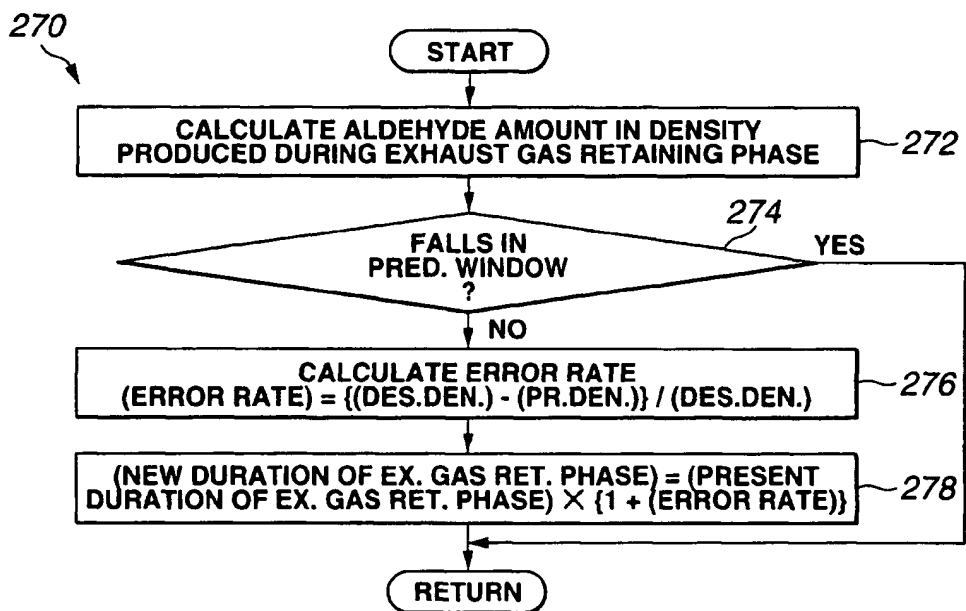 270
START
CALCULATE ALDEHYDE AMOUNT IN DENSITY
PRODUCED DURING EXHAUST GAS RETAINING PHASE
272
274
FALLS IN
PRED. WINDOW
?
YES
NO
CALCULATE ERROR RATE
(ERROR RATE) = {(DES.DEN.) - (PR.DEN.)} / (DES.DEN.)
276
(NEW DURATION OF EX. GAS RET. PHASE) = (PRESENT
DURATION OF EX. GAS RET. PHASE) × {1 + (ERROR RATE)}
278
RETURN